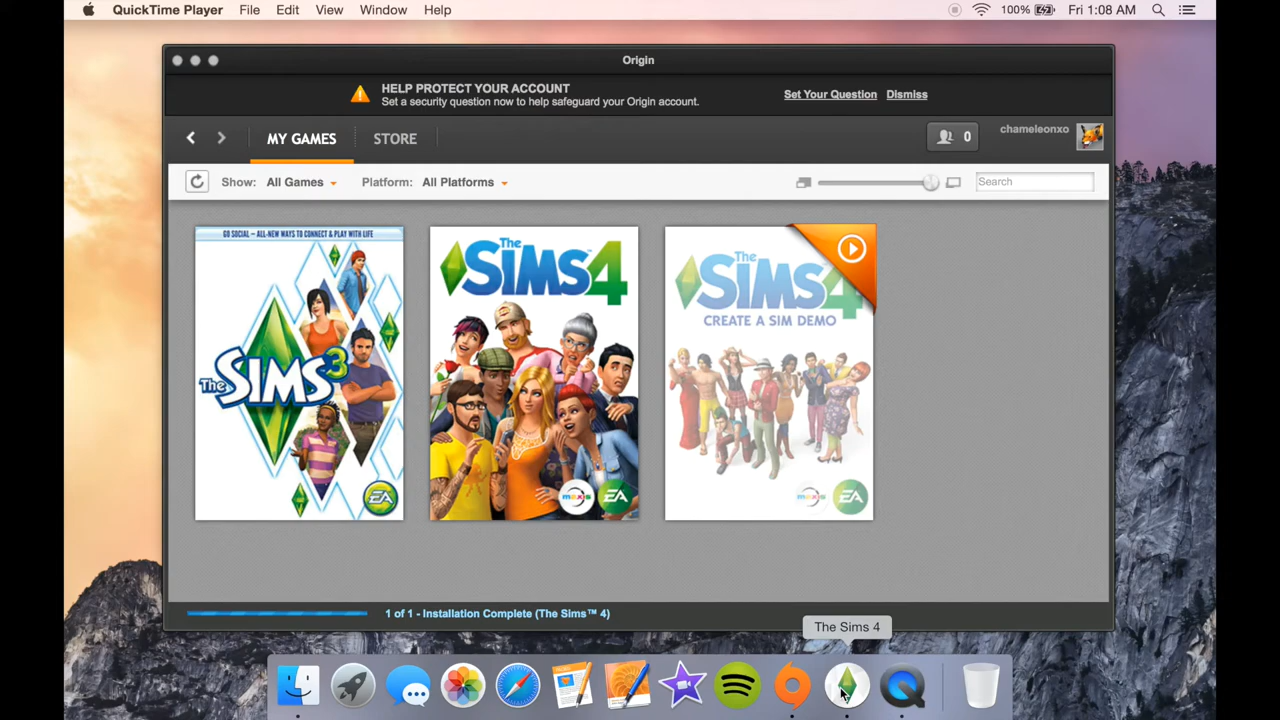 QuickTime Player File Edit View Window Help 100% Fri 1:08 AM
Origin
HELP PROTECT YOUR ACCOUNT
Set a security question now to help safeguard your Origin account.
Set Your Question Dismiss
MY GAMES STORE 0 chameleonxo
Show: All Games Platform: All Platforms Search
GO SOCIAL – ALL-NEW WAYS TO CONNECT & PLAY WITH LIFE
The SIMS 3
EA
The SIMS 4
maxis EA
The SIMS 4
CREATE A SIM DEMO
maxis EA
1 of 1 - Installation Complete (The Sims™ 4)
The Sims 4